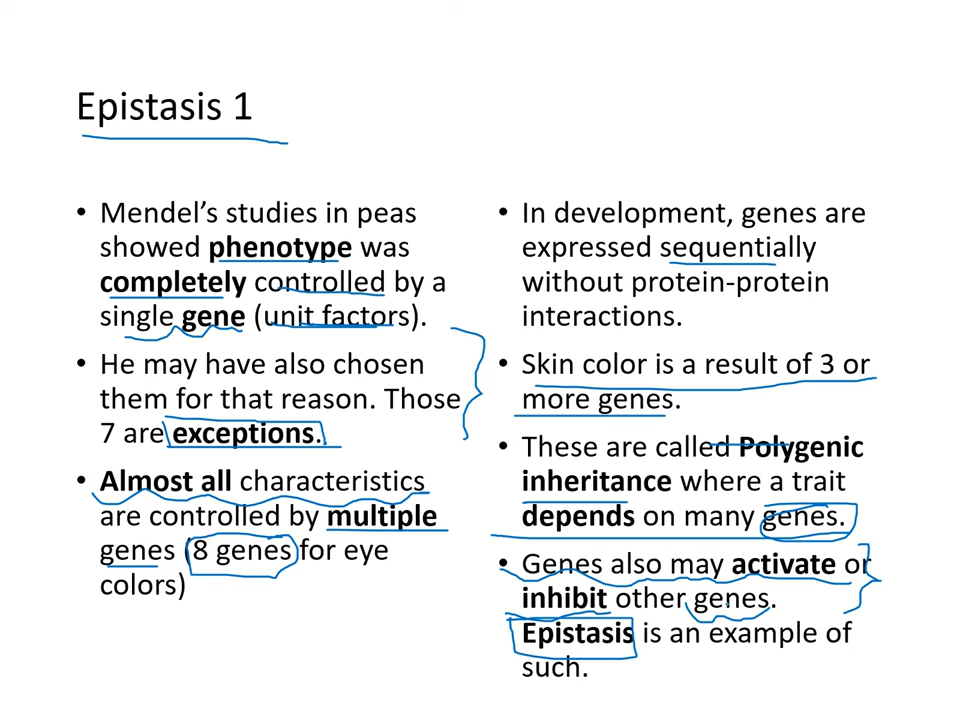 Epistasis 1
• Mendel’s studies in peas
showed phenotype was
completely controlled by a
single gene (unit factors).
• He may have also chosen
them for that reason. Those
7 are exceptions.
• Almost all characteristics
are controlled by multiple
genes (8 genes for eye
colors)
• In development, genes are
expressed sequentially
without protein-protein
interactions.
• Skin color is a result of 3 or
more genes.
• These are called Polygenic
inheritance where a trait
depends on many genes.
• Genes also may activate or
inhibit other genes.
Epistasis is an example of
such.